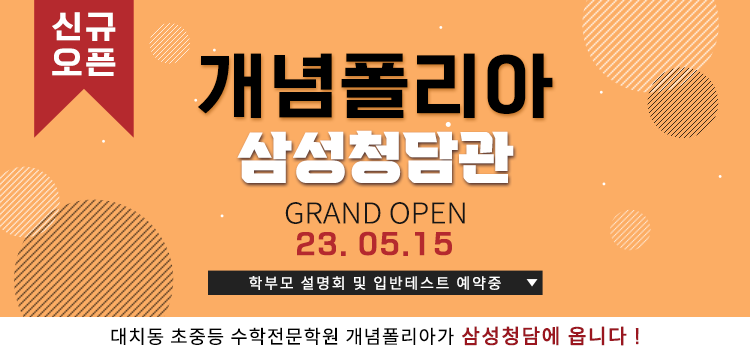 신규
오픈
개념폴리아
삼성청담관
GRAND OPEN
23. 05.15
학부모 설명회 및 입반테스트 예약중 ▼
대치동 초중등 수학전문학원 개념폴리아가 삼성청담에 옵니다 !